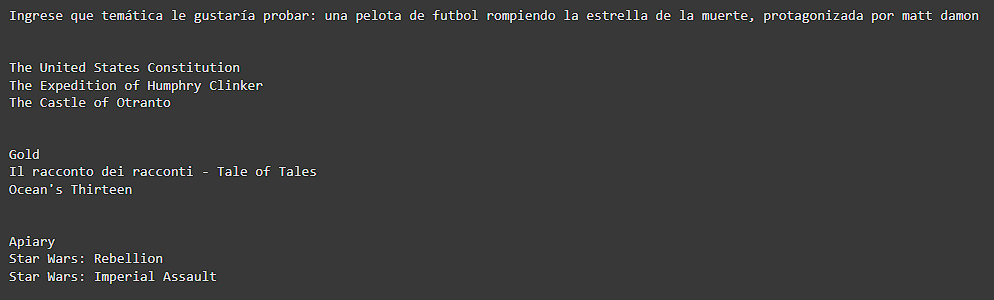 Ingrese que temática le gustaría probar: una pelota de futbol rompiendo la estrella de la muerte, protagonizada por matt damon
The United States Constitution
The Expedition of Humphry Clinker
The Castle of Otranto
Gold
Il racconto dei racconti - Tale of Tales
Ocean's Thirteen
Apiary
Star Wars: Rebellion
Star Wars: Imperial Assault